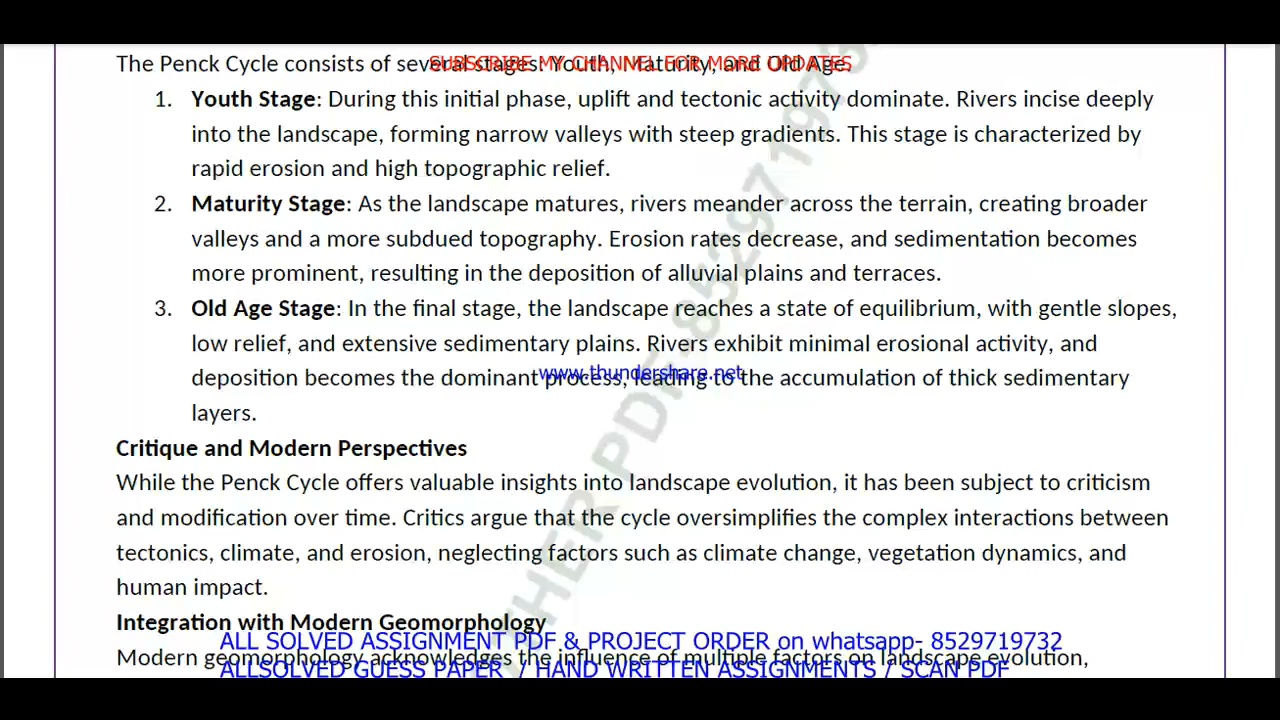 The Penck Cycle consists of several stages: Youth, Maturity, and Old Age.
SUBSCRIBE MY CHANNEL FOR MORE UPDATES
1. Youth Stage: During this initial phase, uplift and tectonic activity dominate. Rivers incise deeply
into the landscape, forming narrow valleys with steep gradients. This stage is characterized by
rapid erosion and high topographic relief.
2. Maturity Stage: As the landscape matures, rivers meander across the terrain, creating broader
valleys and a more subdued topography. Erosion rates decrease, and sedimentation becomes
more prominent, resulting in the deposition of alluvial plains and terraces.
3. Old Age Stage: In the final stage, the landscape reaches a state of equilibrium, with gentle slopes,
low relief, and extensive sedimentary plains. Rivers exhibit minimal erosional activity, and
deposition becomes the dominant process, leading to the accumulation of thick sedimentary
www.thundershare.net
layers.
Critique and Modern Perspectives
While the Penck Cycle offers valuable insights into landscape evolution, it has been subject to criticism
and modification over time. Critics argue that the cycle oversimplifies the complex interactions between
tectonics, climate, and erosion, neglecting factors such as climate change, vegetation dynamics, and
human impact.
Integration with Modern Geomorphology
ALL SOLVED ASSIGNMENT PDF & PROJECT ORDER on whatsapp- 8529719732
Modern geomorphology acknowledges the influence of multiple factors on landscape evolution,
ALLSOLVED GUESS PAPER / HAND WRITTEN ASSIGNMENTS / SCAN PDF
THER PDF-852971973